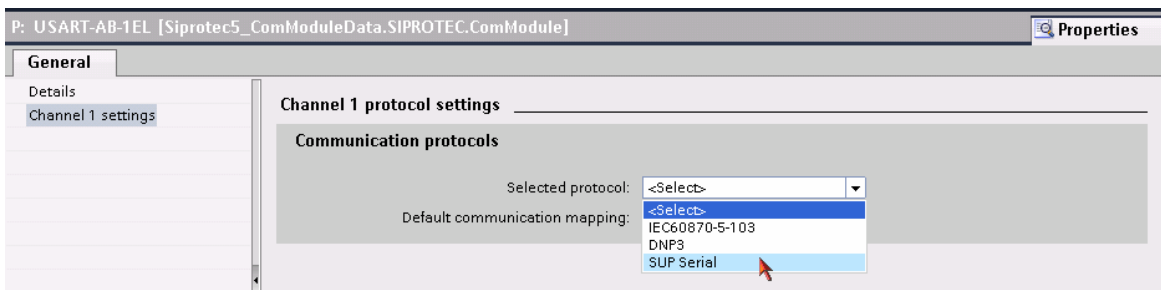 P: USART-AB-1EL [Siprotec5_ComModuleData.SIPROTEC.ComModule]
Properties
General
Details
Channel 1 settings
Channel 1 protocol settings
Communication protocols
Selected protocol: <Select>
Default communication mapping:
<Select>
IEC60870-5-103
DNP3
SUP Serial